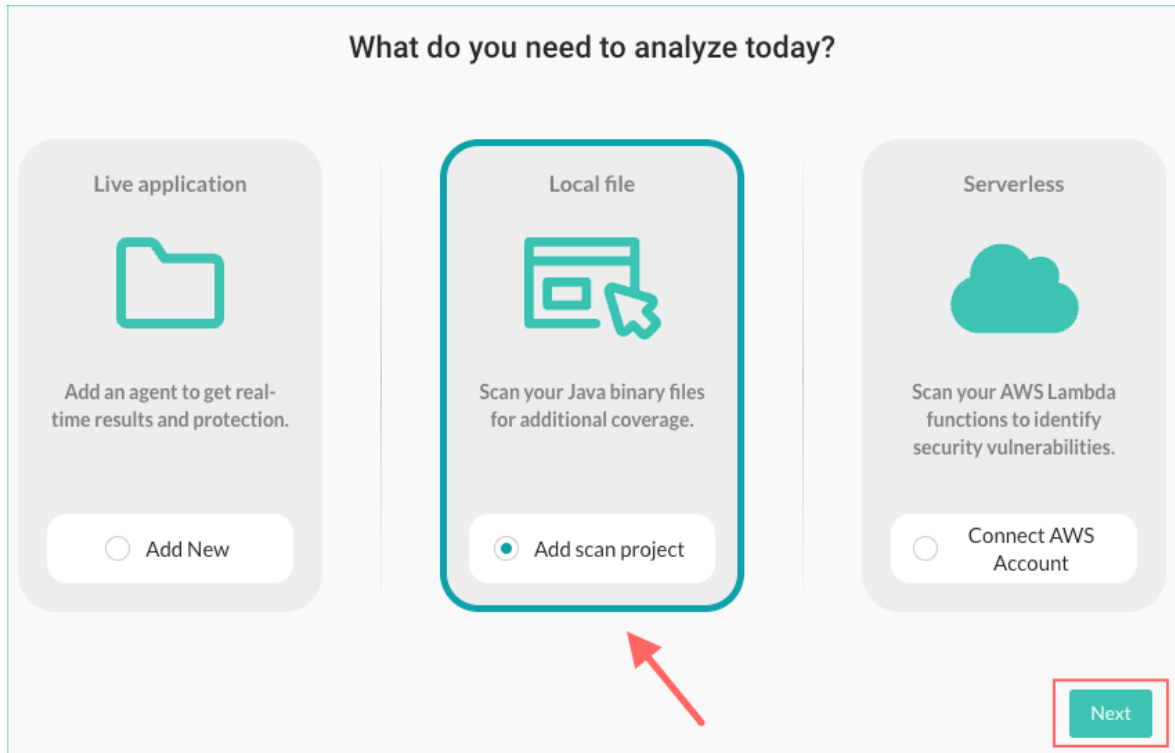 What do you need to analyze today?
Live application
Add an agent to get real-
time results and protection.
Add New
Local file
Scan your Java binary files
for additional coverage.
Add scan project
Serverless
Scan your AWS Lambda
functions to identify
security vulnerabilities.
Connect AWS
Account
Next